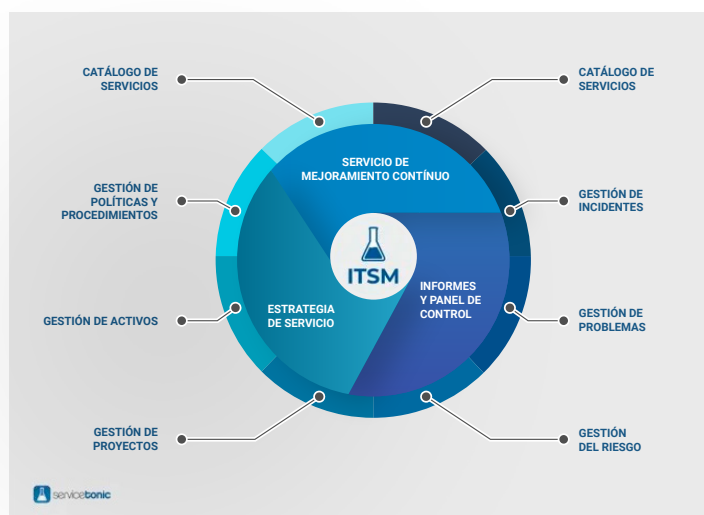 CATÁLOGO DE
SERVICIOS
CATÁLOGO DE
SERVICIOS
SERVICIO DE
MEJORAMIENTO CONTÍNUO
GESTIÓN DE
POLÍTICAS Y
PROCEDIMIENTOS
GESTIÓN DE
INCIDENTES
ITSM
INFORMES
Y PANEL DE
CONTROL
ESTRATEGIA
DE SERVICIO
GESTIÓN DE ACTIVOS
GESTIÓN DE
PROBLEMAS
GESTIÓN DE
PROYECTOS
GESTIÓN
DEL RIESGO
servicetonic